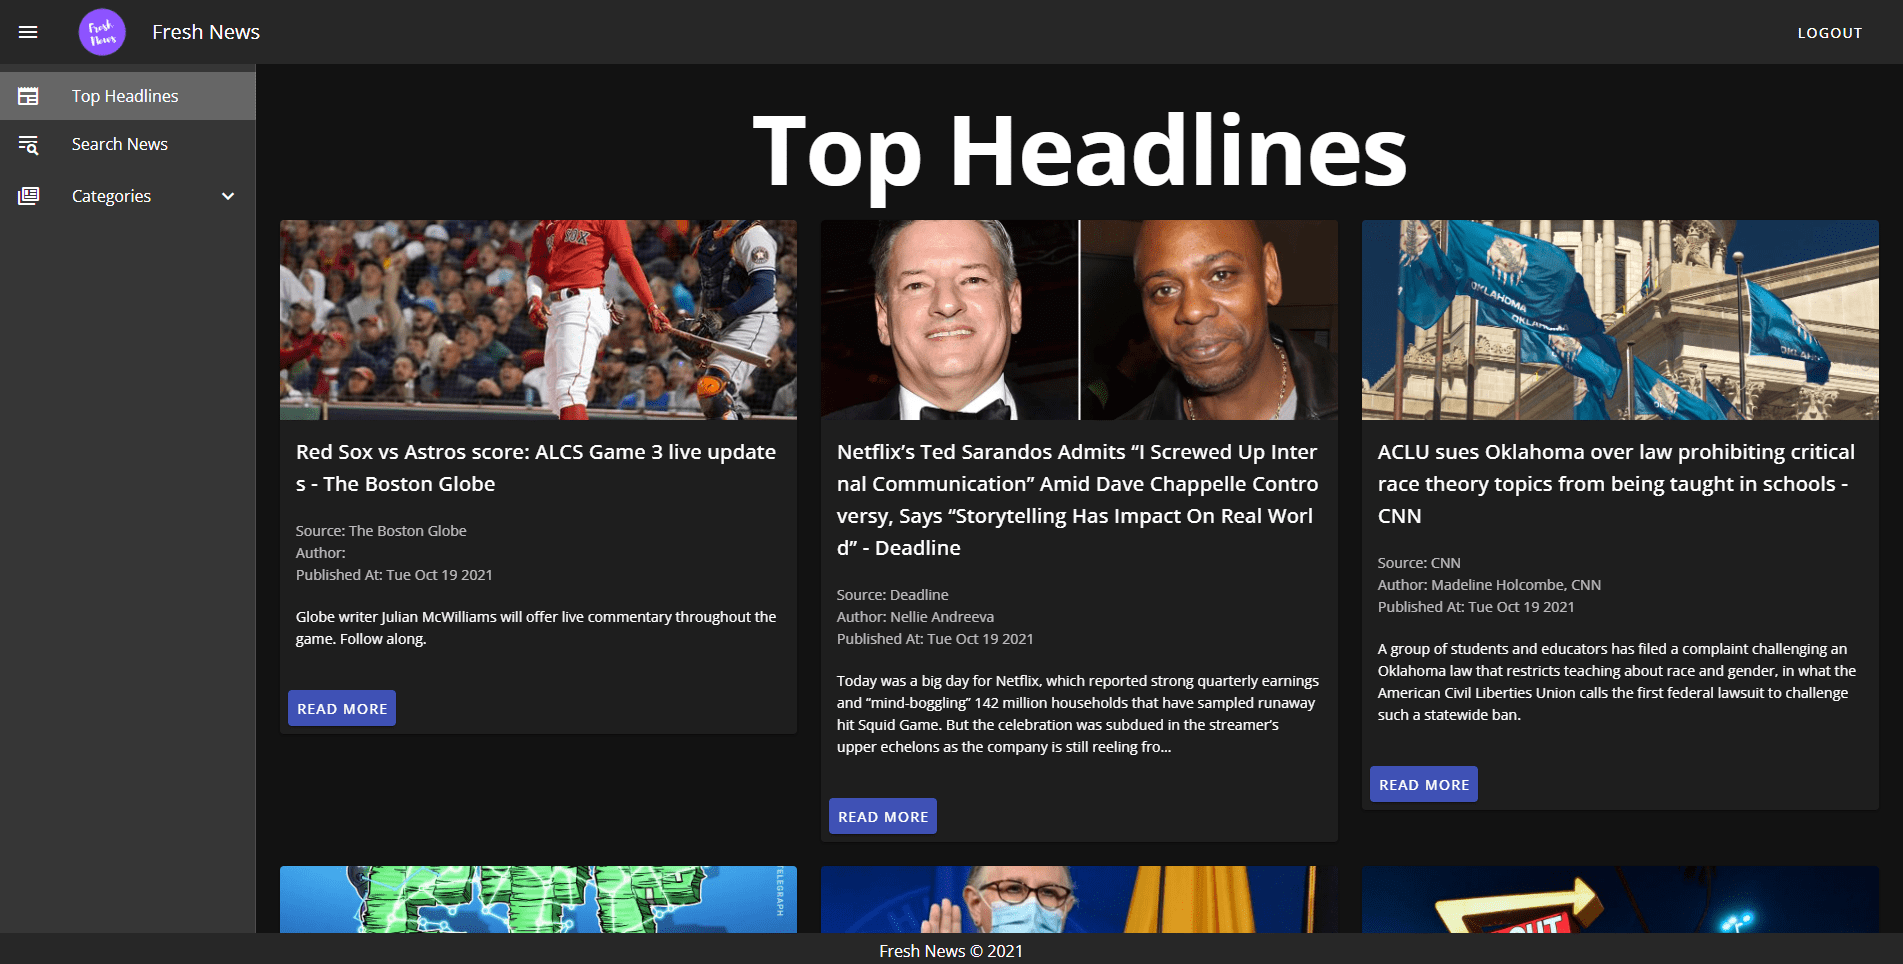 Fresh
News
Fresh News
LOGOUT
Top Headlines
Search News
Categories
Top Headlines
SOX
OKLAHOMA
OKLAHOMA
Red Sox vs Astros score: ALCS Game 3 live update
s - The Boston Globe
Source: The Boston Globe
Author:
Published At: Tue Oct 19 2021
Globe writer Julian McWilliams will offer live commentary throughout the
game. Follow along.
READ MORE
Netflix’s Ted Sarandos Admits “I Screwed Up Inter
nal Communication” Amid Dave Chappelle Contro
versy, Says “Storytelling Has Impact On Real Worl
d” - Deadline
Source: Deadline
Author: Nellie Andreeva
Published At: Tue Oct 19 2021
Today was a big day for Netflix, which reported strong quarterly earnings
and “mind-boggling” 142 million households that have sampled runaway
hit Squid Game. But the celebration was subdued in the streamer’s
upper echelons as the company is still reeling fro...
READ MORE
ACLU sues Oklahoma over law prohibiting critical
race theory topics from being taught in schools -
CNN
Source: CNN
Author: Madeline Holcombe, CNN
Published At: Tue Oct 19 2021
A group of students and educators has filed a complaint challenging an
Oklahoma law that restricts teaching about race and gender, in what the
American Civil Liberties Union calls the first federal lawsuit to challenge
such a statewide ban.
READ MORE
TELEGRAPH
Fresh News © 2021